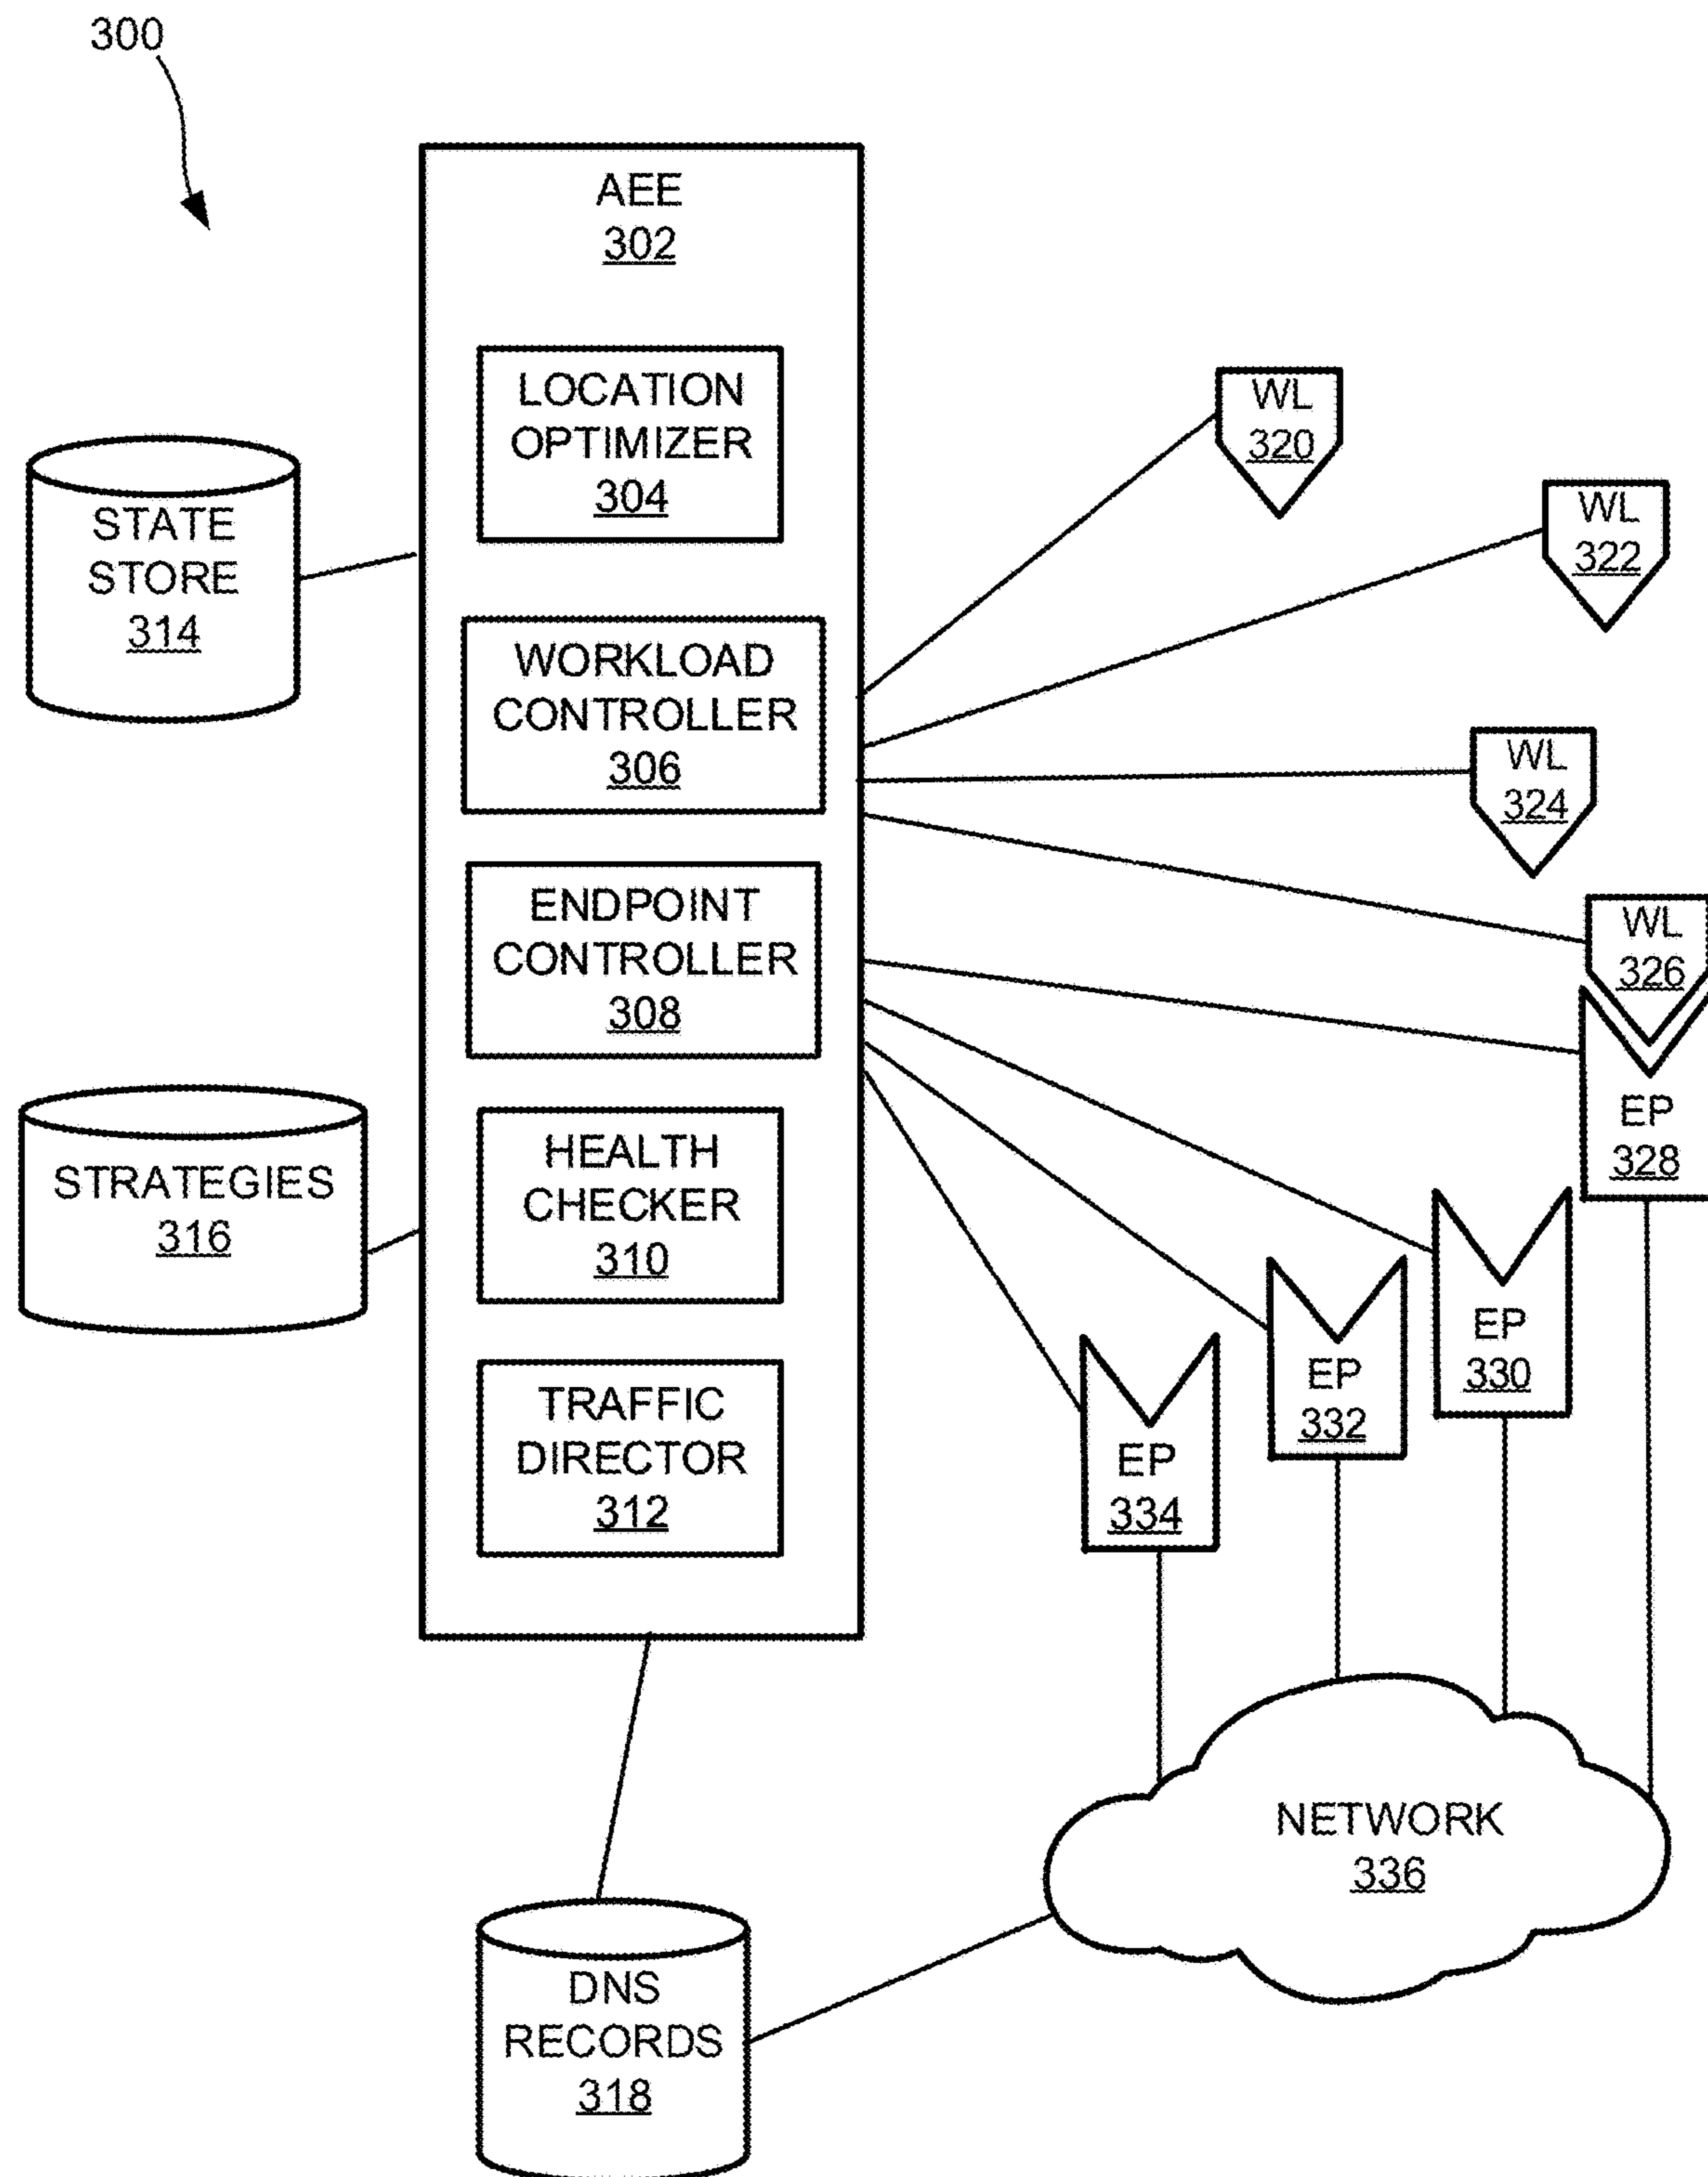 300
AEE
302
LOCATION
OPTIMIZER
304
WORKLOAD
CONTROLLER
306
ENDPOINT
CONTROLLER
308
HEALTH
CHECKER
310
TRAFFIC
DIRECTOR
312
STATE
STORE
314
STRATEGIES
316
DNS
RECORDS
318
WL
320
WL
322
WL
324
WL
326
EP
328
EP
330
EP
332
EP
334
NETWORK
336